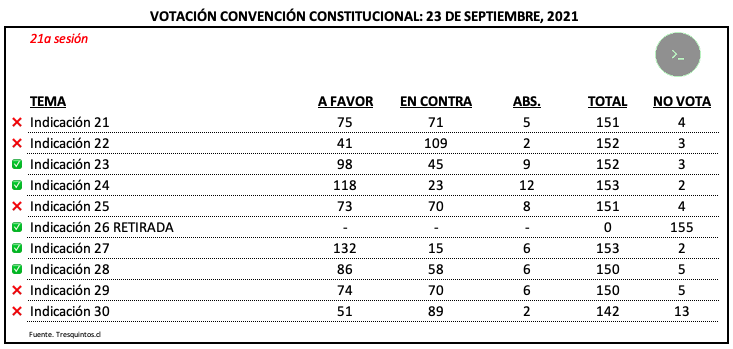 VOTACIÓN CONVENCIÓN CONSTITUCIONAL: 23 DE SEPTIEMBRE, 2021
21a sesión
>_
TEMA A FAVOR EN CONTRA ABS. TOTAL NO VOTA
❌ Indicación 21 75 71 5 151 4
❌ Indicación 22 41 109 2 152 3
✅ Indicación 23 98 45 9 152 3
✅ Indicación 24 118 23 12 153 2
❌ Indicación 25 73 70 8 151 4
✅ Indicación 26 RETIRADA - - - 0 155
✅ Indicación 27 132 15 6 153 2
✅ Indicación 28 86 58 6 150 5
❌ Indicación 29 74 70 6 150 5
❌ Indicación 30 51 89 2 142 13
Fuente. Tresquintos.cl